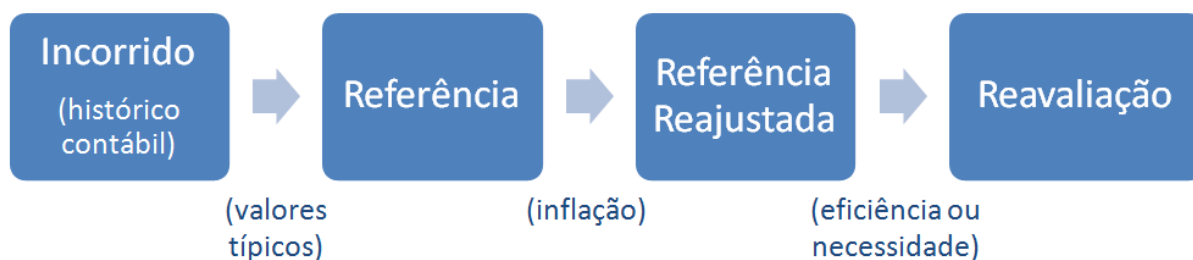 Incorrido
(histórico
contábil)
Referência
Referência
Reajustada
Reavaliação
(valores
típicos)
(inflação)
(eficiência ou
necessidade)